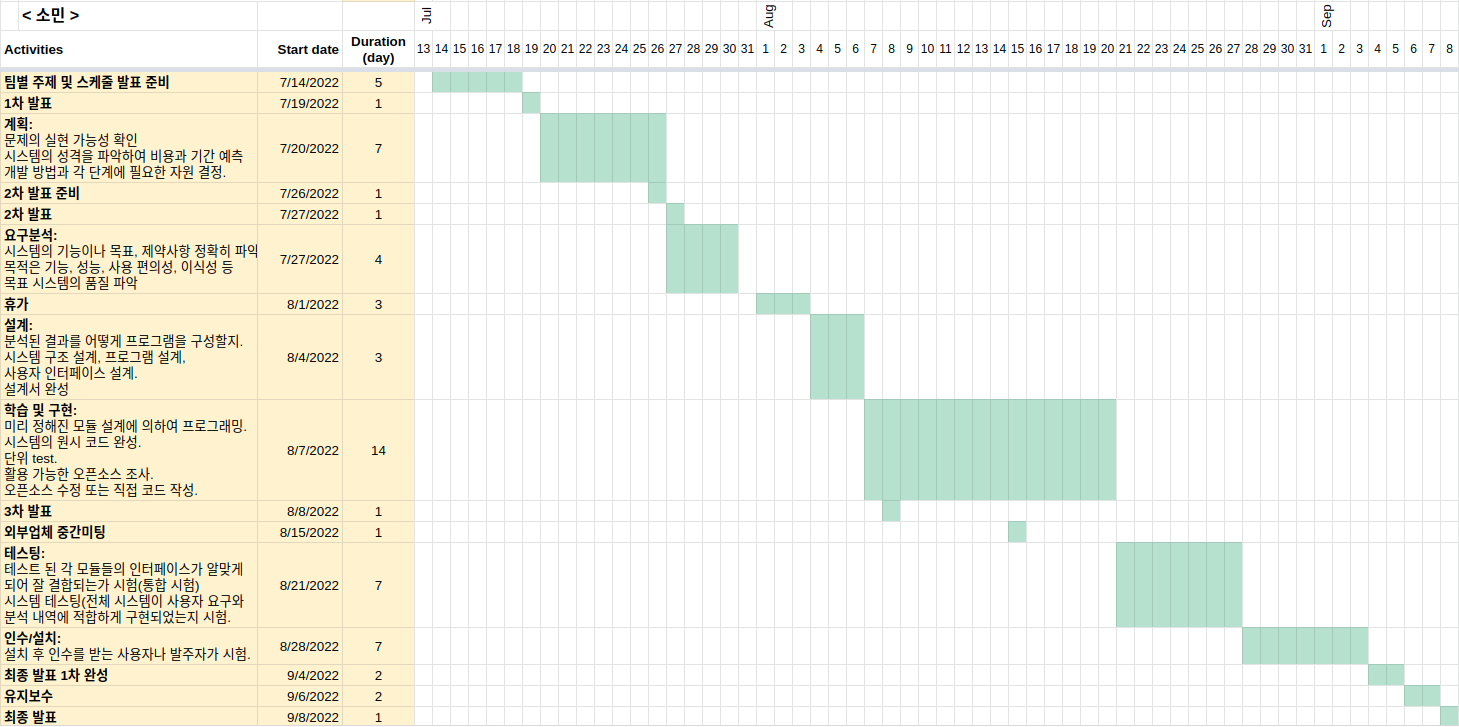 < 소민 > Jul Aug Sep
Activities Start date Duration (day) 13 14 15 16 17 18 19 20 21 22 23 24 25 26 27 28 29 30 31 1 2 3 4 5 6 7 8 9 10 11 12 13 14 15 16 17 18 19 20 21 22 23 24 25 26 27 28 29 30 31 1 2 3 4 5 6 7 8
팀별 주제 및 스케줄 발표 준비 7/14/2022 5
1차 발표 7/19/2022 1
계획:
문제의 실현 가능성 확인
시스템의 성격을 파악하여 비용과 기간 예측
개발 방법과 각 단계에 필요한 자원 결정.
7/20/2022 7
2차 발표 준비 7/26/2022 1
2차 발표 7/27/2022 1
요구분석:
시스템의 기능이나 목표, 제약사항 정확히 파악
목적은 기능, 성능, 사용 편의성, 이식성 등
목표 시스템의 품질 파악
7/27/2022 4
휴가 8/1/2022 3
설계:
분석된 결과를 어떻게 프로그램을 구성할지.
시스템 구조 설계, 프로그램 설계,
사용자 인터페이스 설계.
설계서 완성
8/4/2022 3
학습 및 구현:
미리 정해진 모듈 설계에 의하여 프로그래밍.
시스템의 원시 코드 완성.
단위 test.
활용 가능한 오픈소스 조사.
오픈소스 수정 또는 직접 코드 작성.
8/7/2022 14
3차 발표 8/8/2022 1
외부업체 중간미팅 8/15/2022 1
테스팅:
테스트 된 각 모듈들의 인터페이스가 알맞게
되어 잘 결합되는가 시험(통합 시험)
시스템 테스팅(전체 시스템이 사용자 요구와
분석 내역에 적합하게 구현되었는지 시험.
8/21/2022 7
인수/설치:
설치 후 인수를 받는 사용자나 발주자가 시험.
8/28/2022 7
최종 발표 1차 완성 9/4/2022 2
유지보수 9/6/2022 2
최종 발표 9/8/2022 1